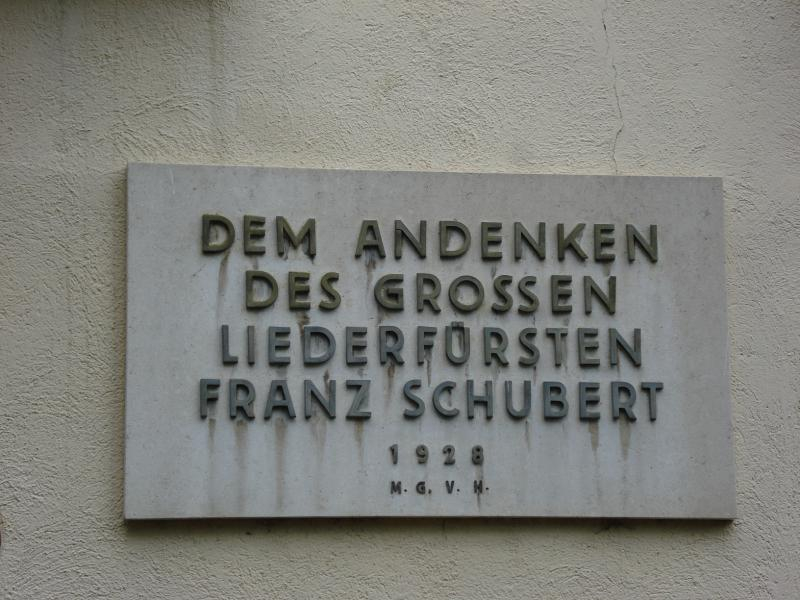 DEM ANDENKEN
DES GROSSEN
LIEDERFÜRSTEN
FRANZ SCHUBERT
1928
M. G. V. H.